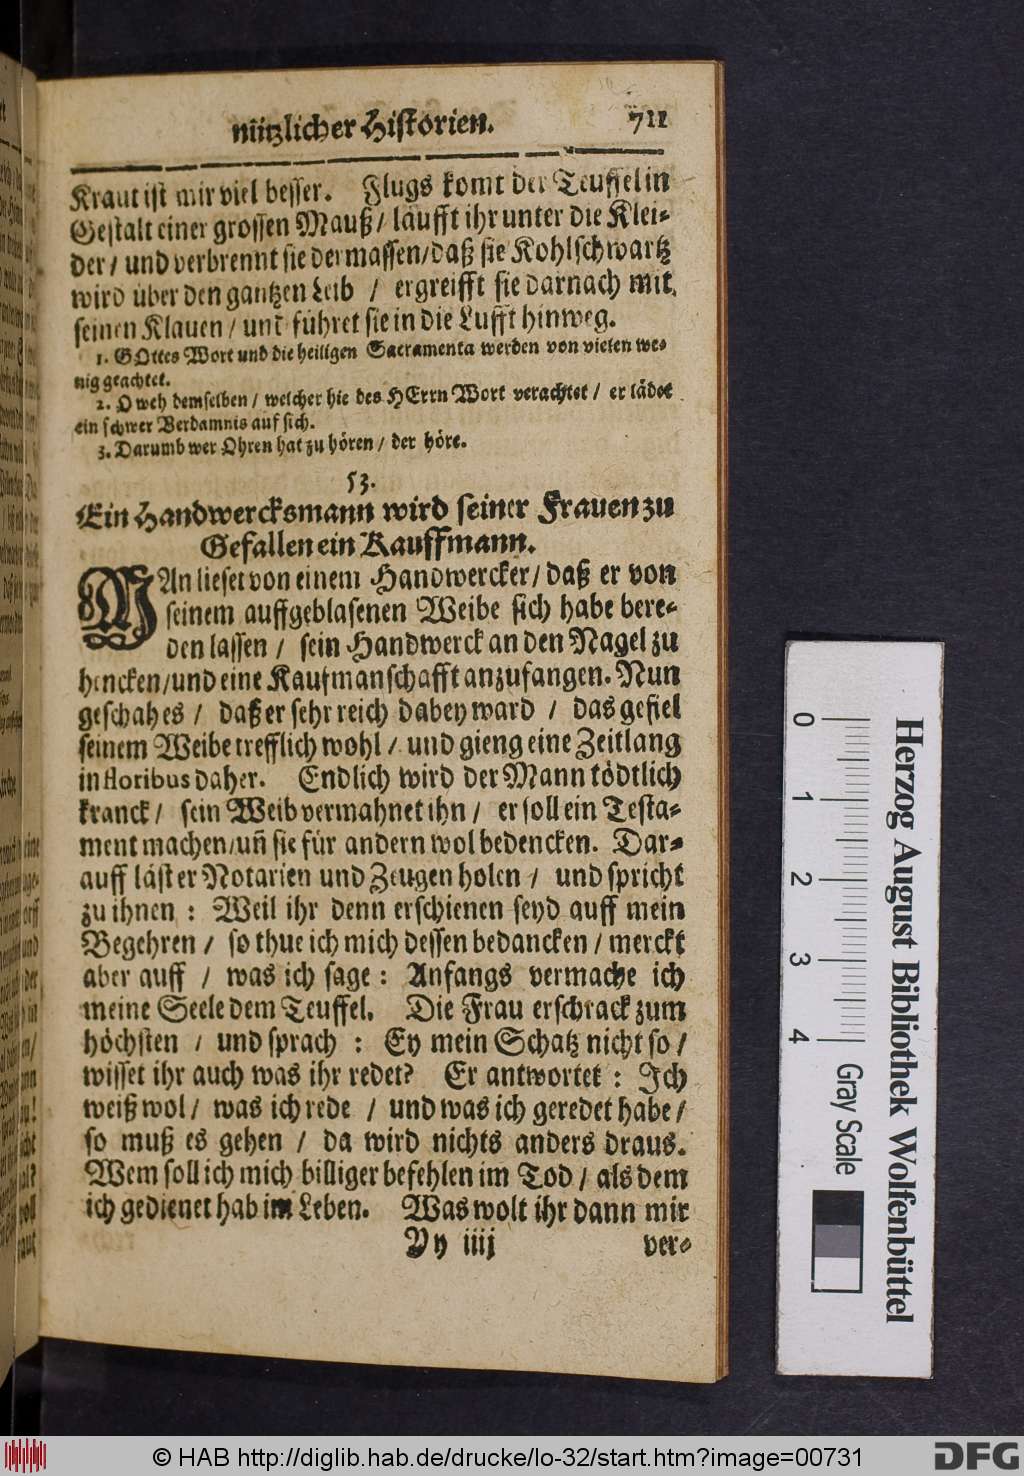 nützlicher Historien. 711
Kraut ist mir viel besser. Flugs komt der Teuffel in
Gestalt einer grossen Mauß / läufft ihr unter die Klei-
der / und verbrennt sie dermassen / daß sie Kohlschwartz
wird über den gantzen Leib / ergreifft sie darnach mit
seinen Klauen / und führet sie in die Lufft hinweg.
1. GOttes Wort und die heiligen Sacramenta werden von vielen we-
nig geachtet.
2. O weh demselben / welcher hie des HErrn Wort verachtet / er lädet
ein schwer Verdamnis auf sich.
3. Darumb wer Ohren hat zu hören / der höre.
53.
Ein Handwercksmann wird seiner Frauen zu
Gefallen ein Kauffmann.
MAn lieset von einem Handwercker / daß er von
seinem auffgeblasenen Weibe sich habe bere-
den lassen / sein Handwerck an den Nagel zu
hencken / und eine Kaufmanschafft anzufangen. Nun
geschah es / daß er sehr reich dabey ward / das gefiel
seinem Weibe trefflich wohl / und gieng eine Zeitlang
in floribus daher. Endlich wird der Mann tödtlich
kranck / sein Weib vermahnet ihn / er soll ein Testa-
ment machen / uñ sie für andern wol bedencken. Dar-
auff läst er Notarien und Zeugen holen / und spricht
zu ihnen : Weil ihr denn erschienen seyd auff mein
Begehren / so thue ich mich dessen bedancken / merckt
aber auff / was ich sage : Anfangs vermache ich
meine Seele dem Teuffel. Die Frau erschrack zum
höchsten / und sprach : Ey mein Schatz nicht so /
wisset ihr auch was ihr redet? Er antwortet : Ich
weiß wol / was ich rede / und was ich geredet habe /
so muß es gehen / da wird nichts anders draus.
Wem soll ich mich billiger befehlen im Tod / als dem
ich gedienet hab im Leben. Was wolt ihr dann mir
Yy iiij ver-
0 1 2 3 4
Gray Scale
Herzog August Bibliothek Wolfenbüttel
© HAB http://diglib.hab.de/drucke/lo-32/start.htm?image=00731
DFG